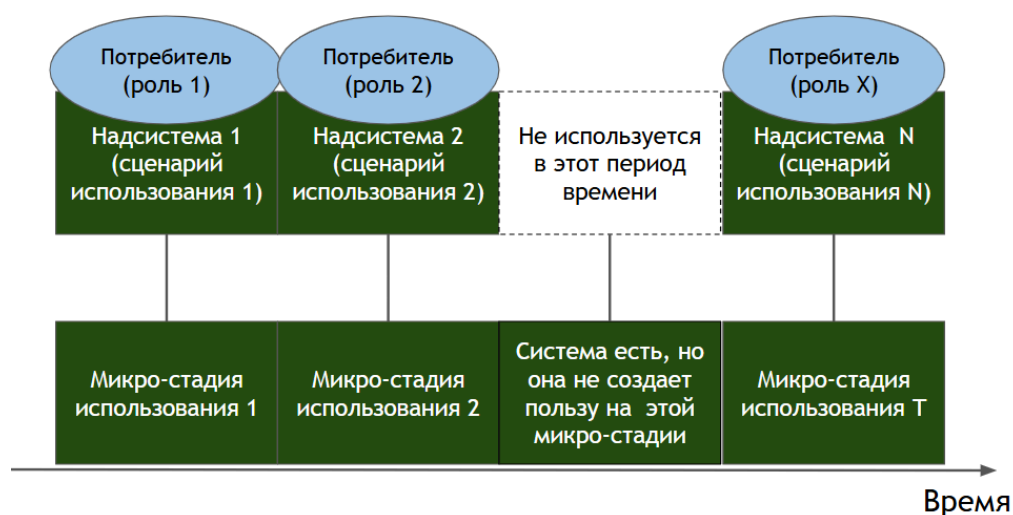 Потребитель
(роль 1)
Потребитель
(роль 2)
Потребитель
(роль X)
Надсистема 1
(сценарий
использования 1)
Надсистема 2
(сценарий
использования 2)
Не используется
в этот период
времени
Надсистема N
(сценарий
использования N)
Микро-стадия
использования 1
Микро-стадия
использования 2
Система есть, но
она не создает
пользу на этой
микро-стадии
Микро-стадия
использования T
Время